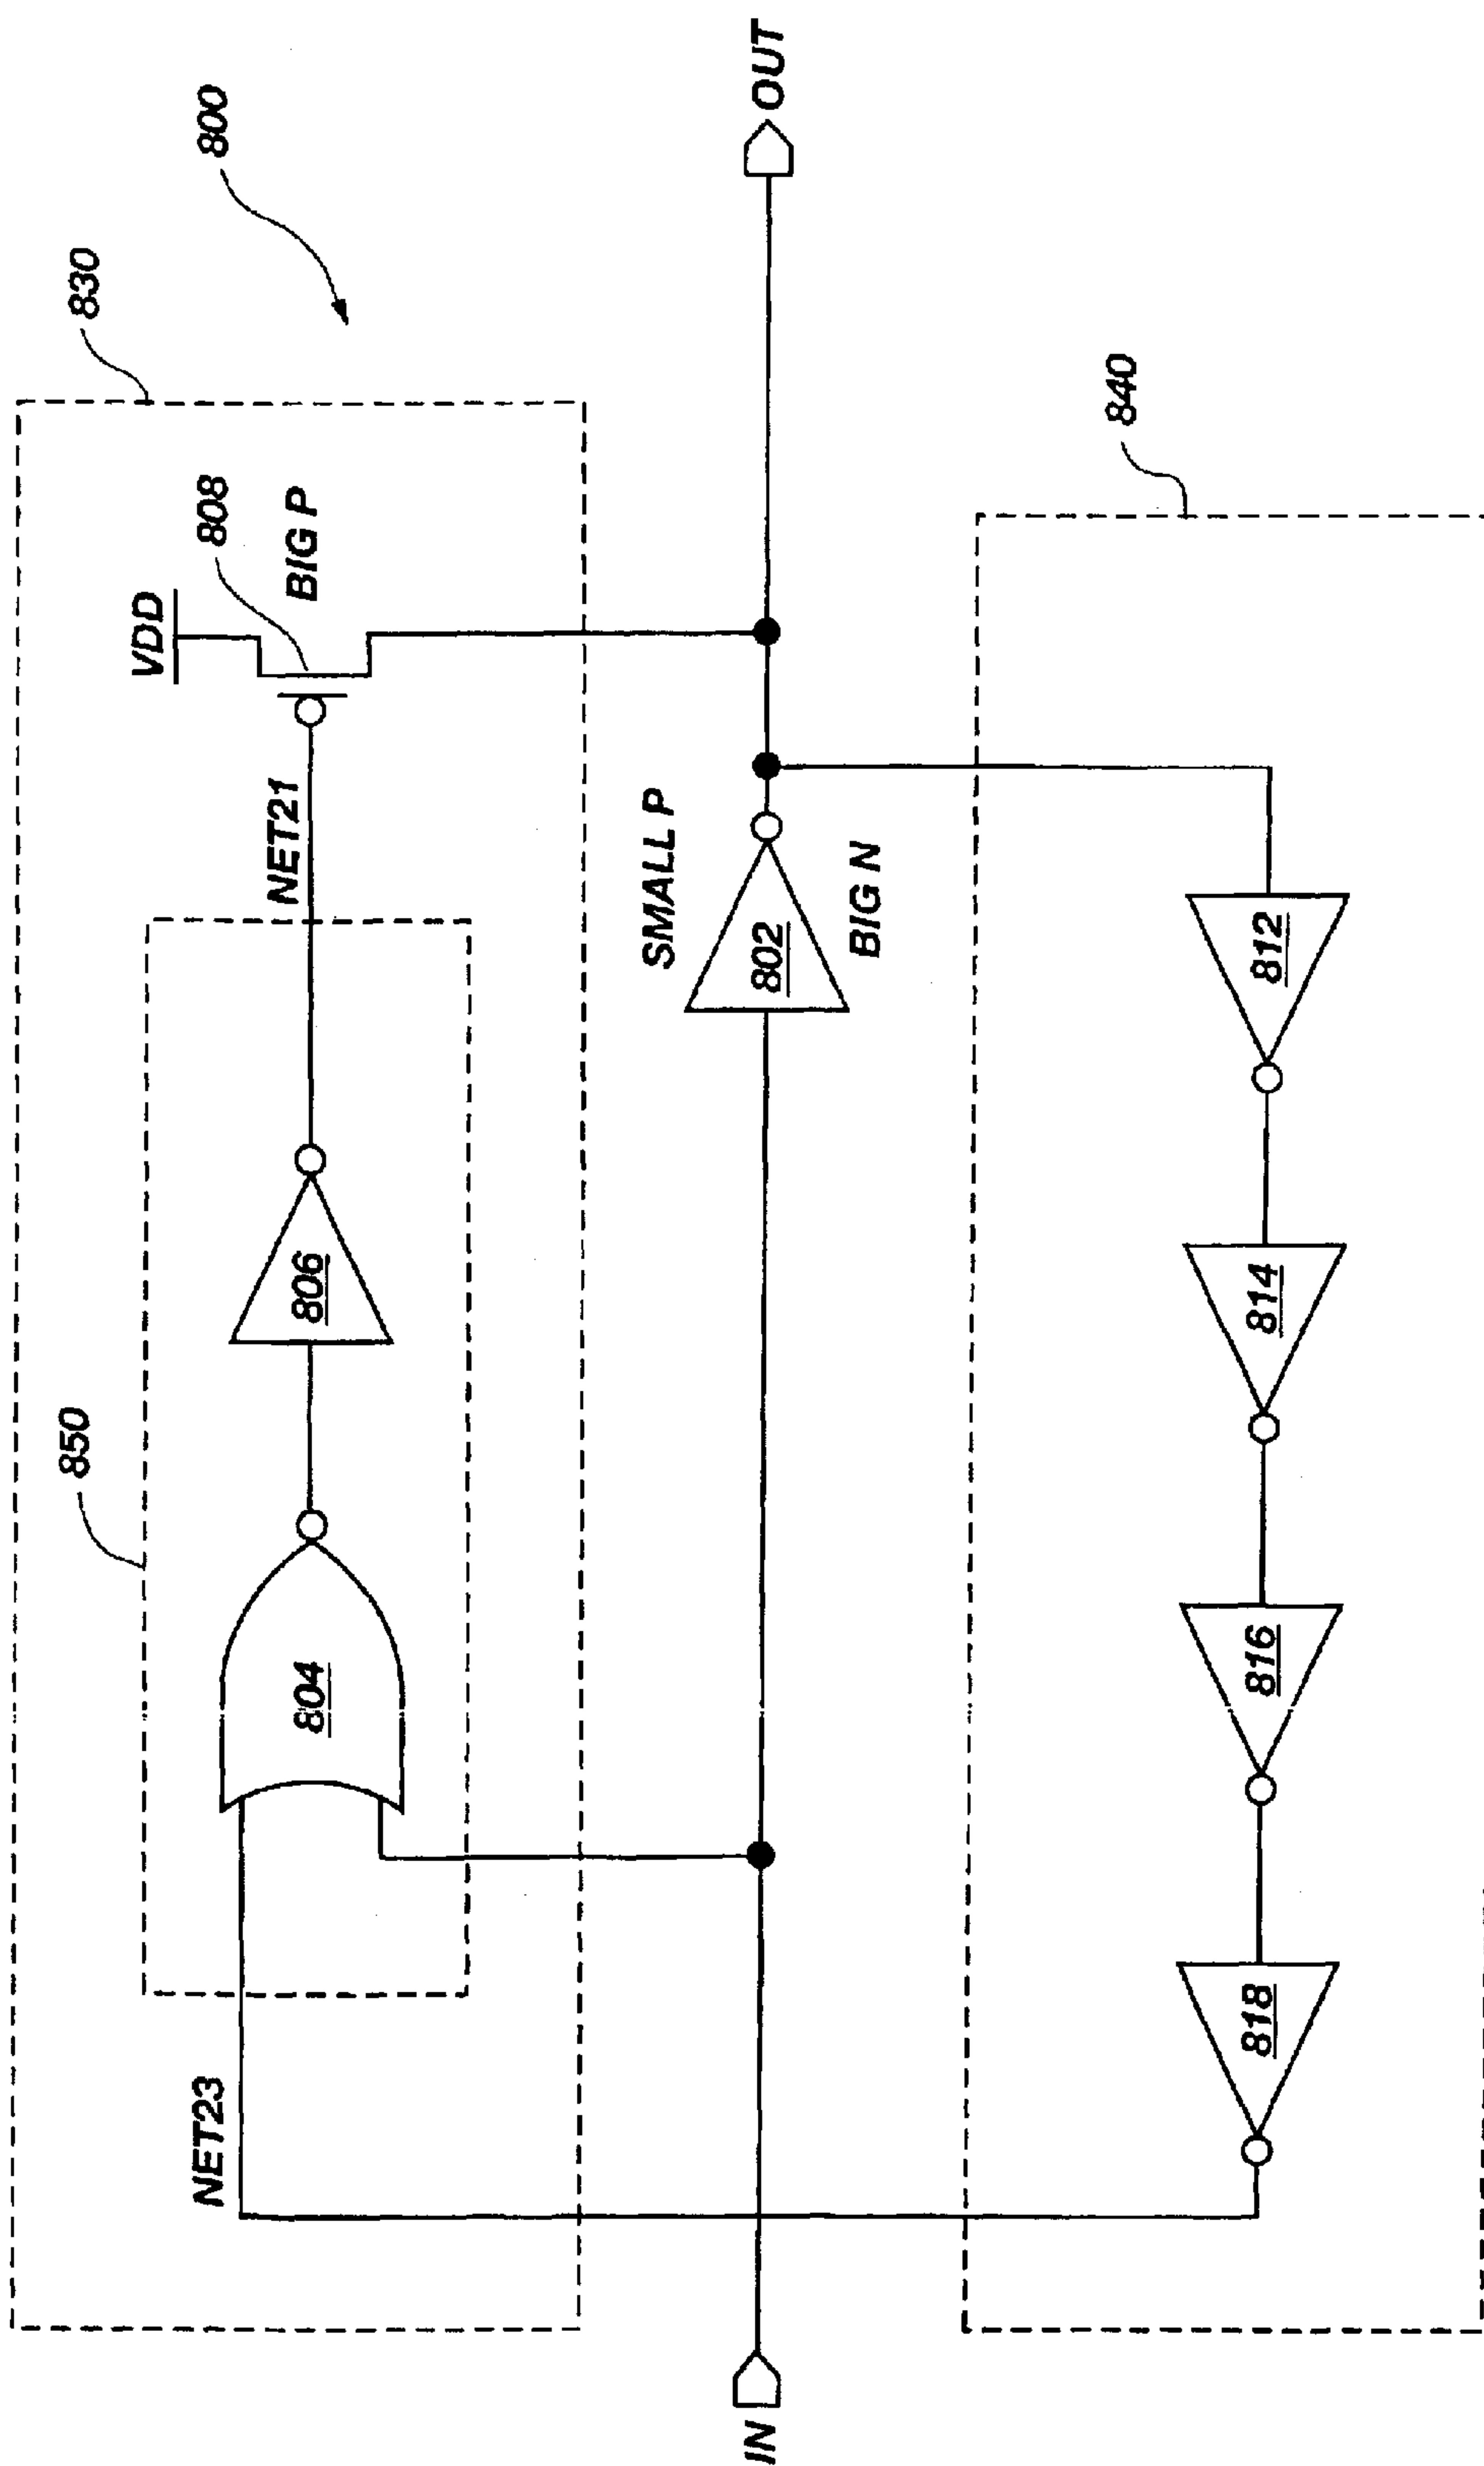 800
830
VDD
808
BIG P
NET21
850
806
804
NET23
SMALL P
802
BIG N
IN
OUT
840
812
814
816
818